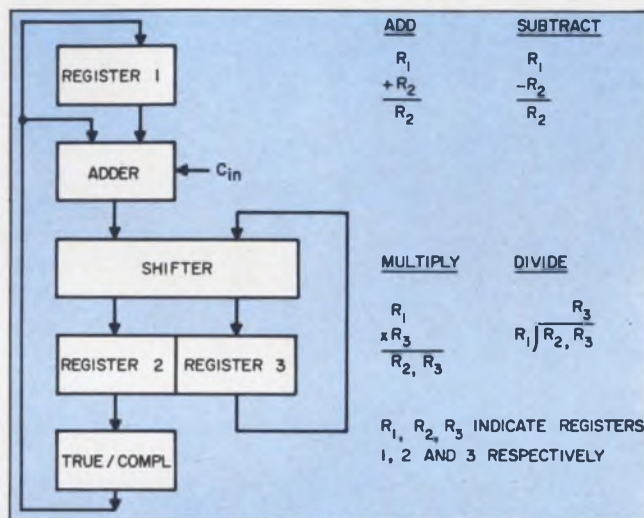 REGISTER 1
ADDER
C_in
SHIFTER
REGISTER 2
REGISTER 3
TRUE/COMPL
ADD
R_1
+R_2
R_2
SUBTRACT
R_1
-R_2
R_2
MULTIPLY
R_1
xR_3
R_2, R_3
DIVIDE
R_3
R_1 R_2, R_3
R_1, R_2, R_3 INDICATE REGISTERS
1, 2 AND 3 RESPECTIVELY